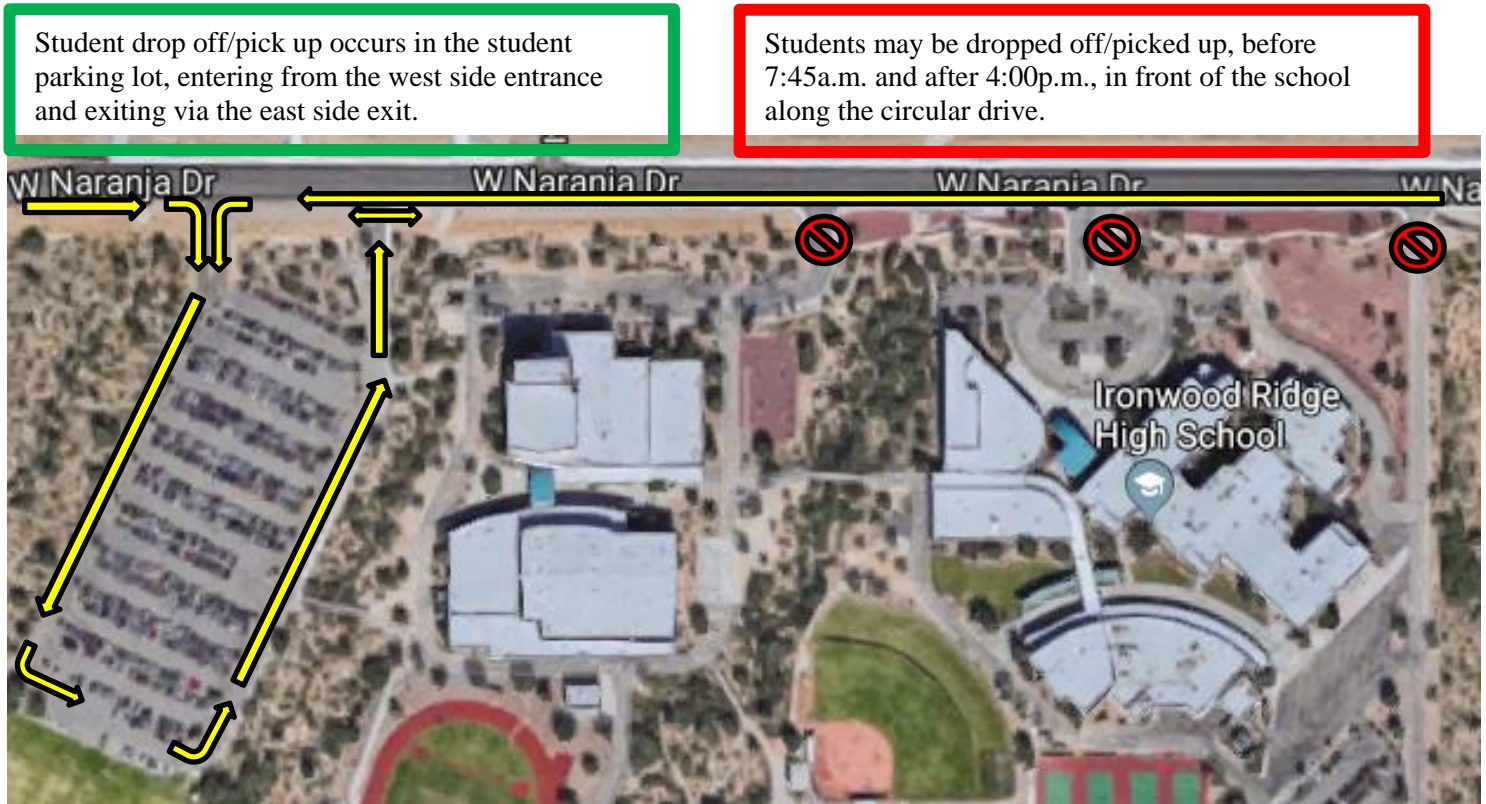 Student drop off/pick up occurs in the student
parking lot, entering from the west side entrance
and exiting via the east side exit.
Students may be dropped off/picked up, before
7:45a.m. and after 4:00p.m., in front of the school
along the circular drive.
W Naranja Dr
W Naranja Dr
W Naranja Dr
W Na
Ironwood Ridge
High School